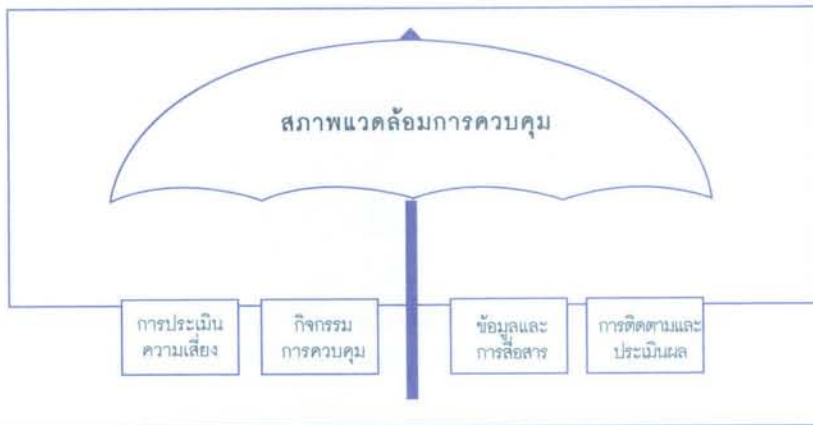 สภาพแวดล้อมการควบคุม
การประเมิน
ความเสี่ยง
กิจกรรม
การควบคุม
ข้อมูลและ
การสื่อสาร
การติดตามและ
ประเมินผล